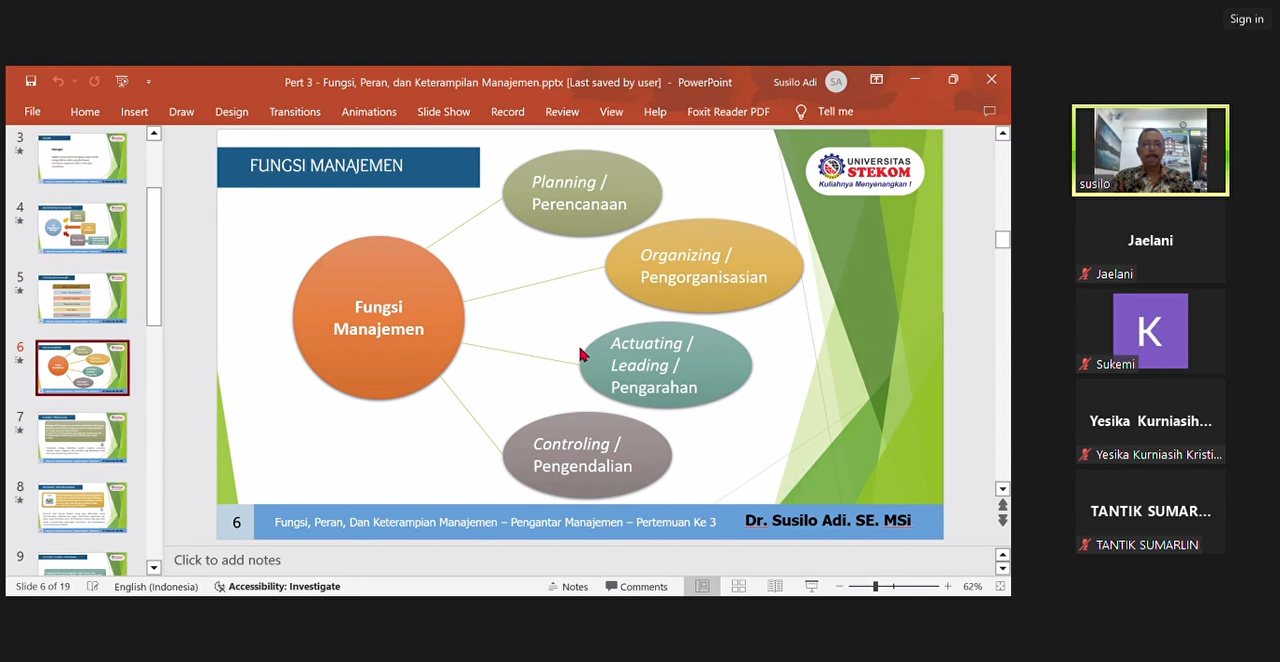 Sign in
Pert 3 - Fungsi, Peran, dan Keterampilan Manajemen.pptx [Last saved by user] - PowerPoint
Susilo Adi
SA
File Home Insert Draw Design Transitions Animations Slide Show Record Review View Help Foxit Reader PDF Tell me
3
4
5
6
7
8
9
FUNGSI MANAJEMEN
UNIVERSITAS
STEKOM
Kuliahnya Menyenangkan !
Fungsi
Manajemen
Planning /
Perencanaan
Organizing /
Pengorganisasian
Actuating /
Leading /
Pengarahan
Controling /
Pengendalian
6
Fungsi, Peran, Dan Keterampian Manajemen – Pengantar Manajemen – Pertemuan Ke 3
Dr. Susilo Adi. SE. MSi
Click to add notes
Slide 6 of 19
English (Indonesia)
Accessibility: Investigate
Notes
Comments
62%
susilo
Jaelani
Jaelani
K
Sukemi
Yesika Kurniasih...
Yesika Kurniasih Kristi...
TANTIK SUMAR...
TANTIK SUMARLIN